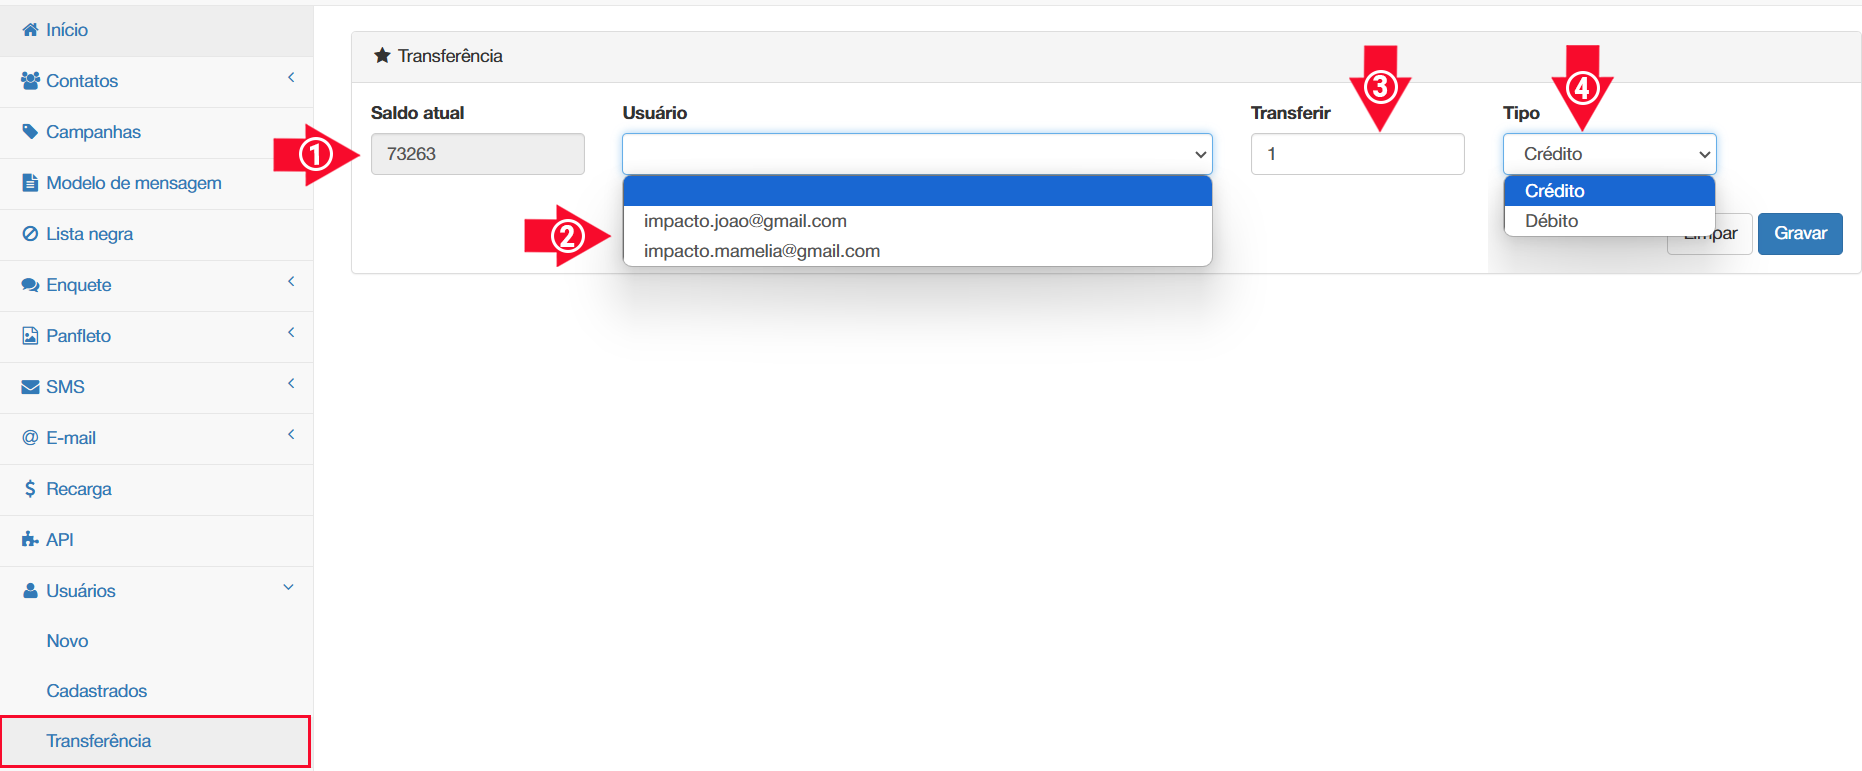 Início
Contatos
Campanhas
Modelo de mensagem
Lista negra
Enquete
Panfleto
SMS
E-mail
Recarga
API
Usuários
Novo
Cadastrados
Transferência
Transferência
Saldo atual
Usuário
Transferir
Tipo
73263
1
Crédito
Crédito
Débito
impacto.joao@gmail.com
impacto.mamelia@gmail.com
Limpar
Gravar
1
2
3
4